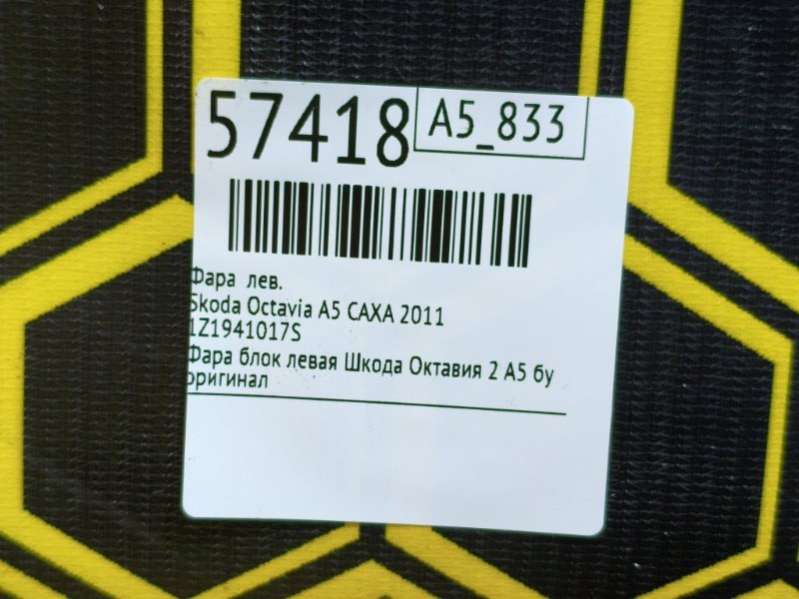 57418
A5_833
Фара лев.
Skoda Octavia A5 CAXA 2011
1Z1941017S
Фара блок левая Шкода Октавия 2 А5 бу
оригинал